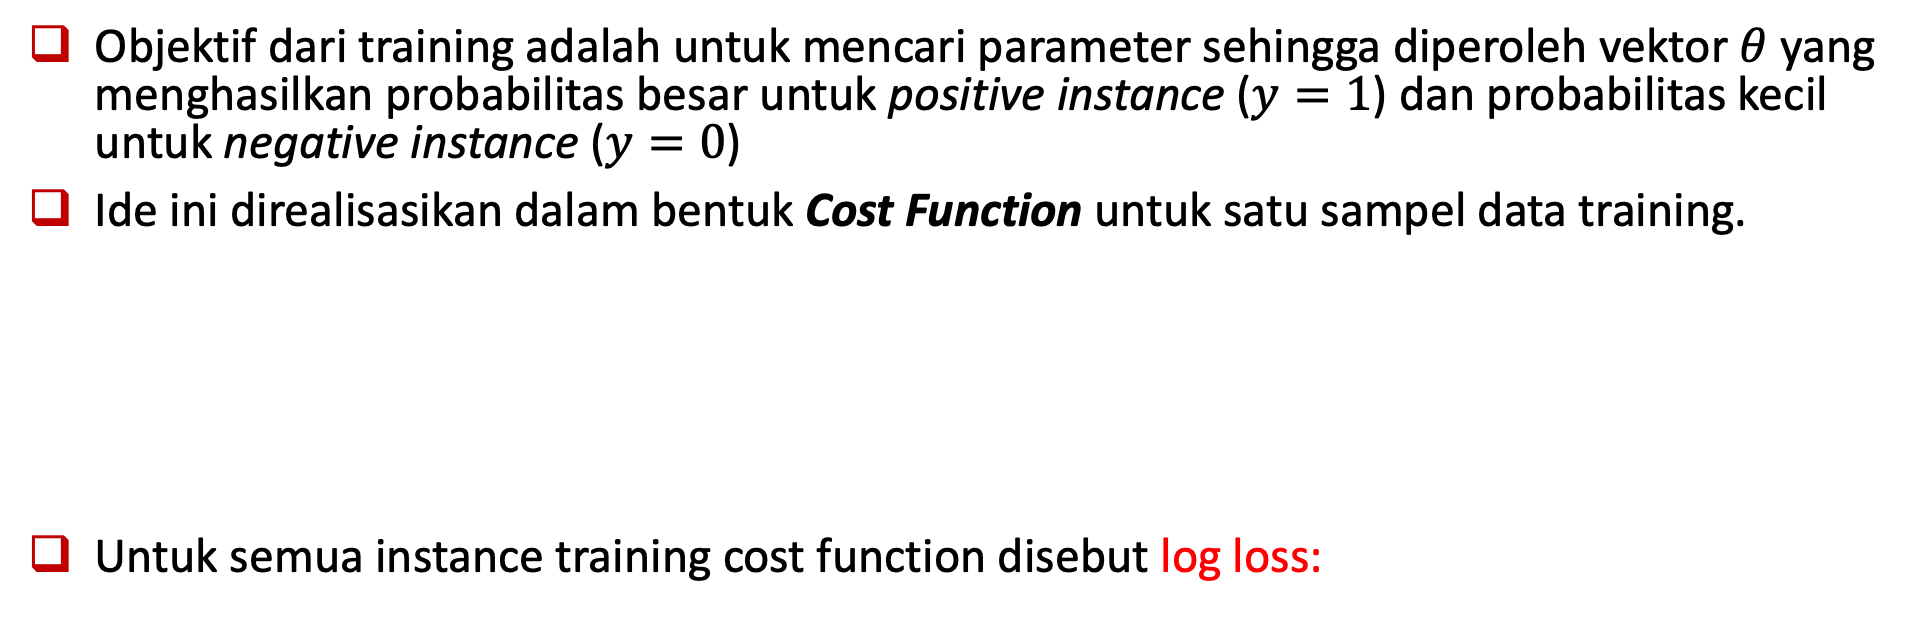 Objektif dari training adalah untuk mencari parameter sehingga diperoleh vektor θ yang
menghasilkan probabilitas besar untuk positive instance (y = 1) dan probabilitas kecil
untuk negative instance (y = 0)
Ide ini direalisasikan dalam bentuk Cost Function untuk satu sampel data training.
Untuk semua instance training cost function disebut log loss: